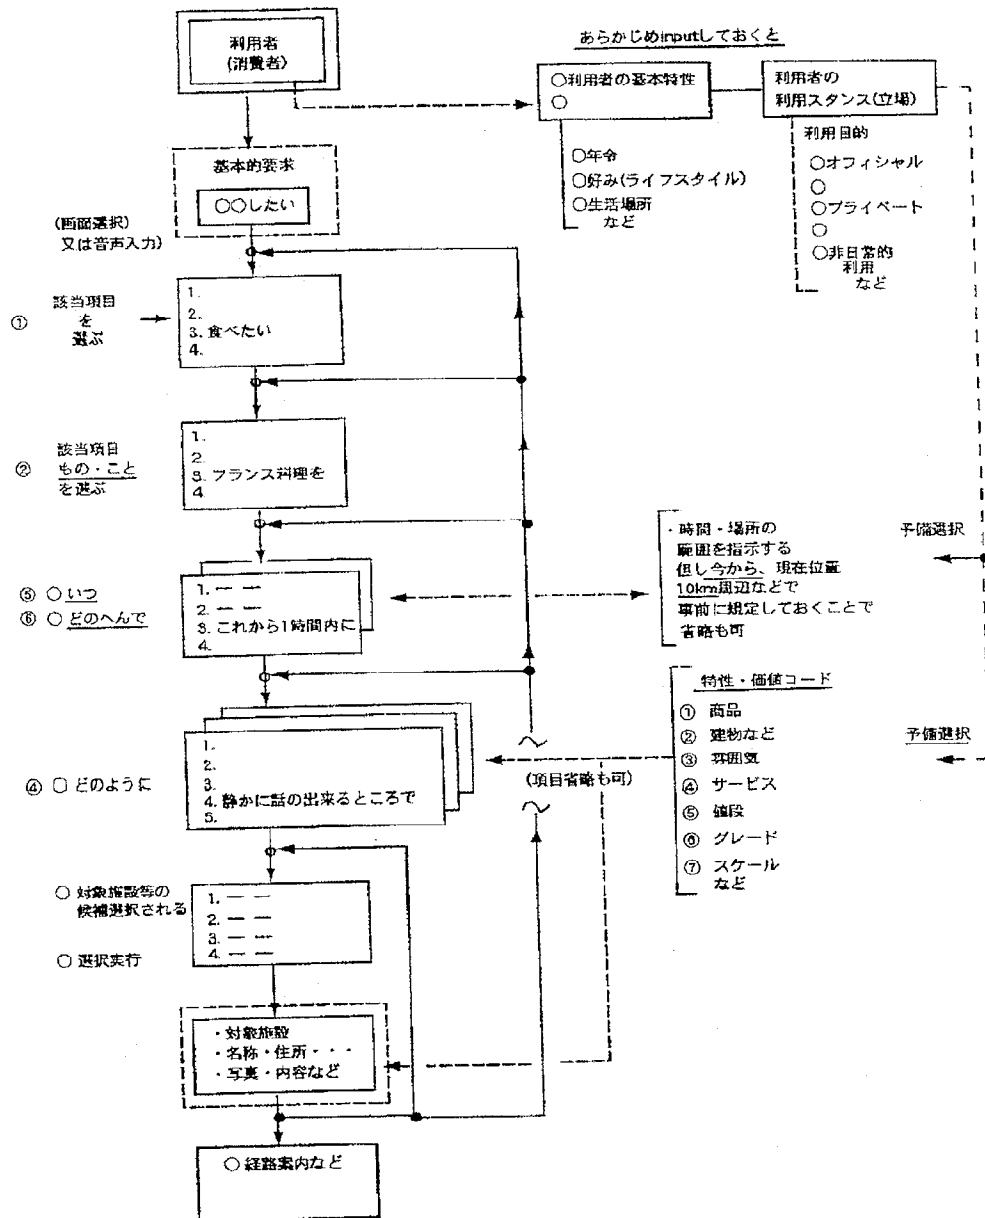 利用者
(消費者)
あらかじめinputしておくと
○利用者の基本特性
○
利用者の
利用スタンス(立場)
○年令
○好み(ライフスタイル)
○生活場所
など
利用目的
○オフィシャル
○
○プライベート
○
○非日常的
利用
など
基本的要求
○○したい
(画面選択)
又は音声入力)
① 該当項目
を
選ぶ
1.
2.
3. 食べたい
4.
② 該当項目
もの・こと
を選ぶ
1.
2.
3. フランス料理を
4
⑤ ○ いつ
⑥ ○ どのへんで
1. ー ー
2. ー ー
3. これから1時間内に
4.
・時間・場所の
範囲を指示する
但し今から、現在位置
10km周辺などで
事前に規定しておくことで
省略も可
予備選択
④ ○ どのように
1.
2.
3.
4. 静かに話の出来るところで
5.
(項目省略も可)
特性・価値コード
① 商品
② 建物など
③ 雰囲気
④ サービス
⑤ 値段
⑥ グレード
⑦ スケール
など
予備選択
○ 対象施設等の
候補選択される
○ 選択実行
1. ー ー
2. ー ー
3. ー ー
4. ー ー
・対象施設
・名称・住所・・・
・写真・内容など
○ 経路案内など